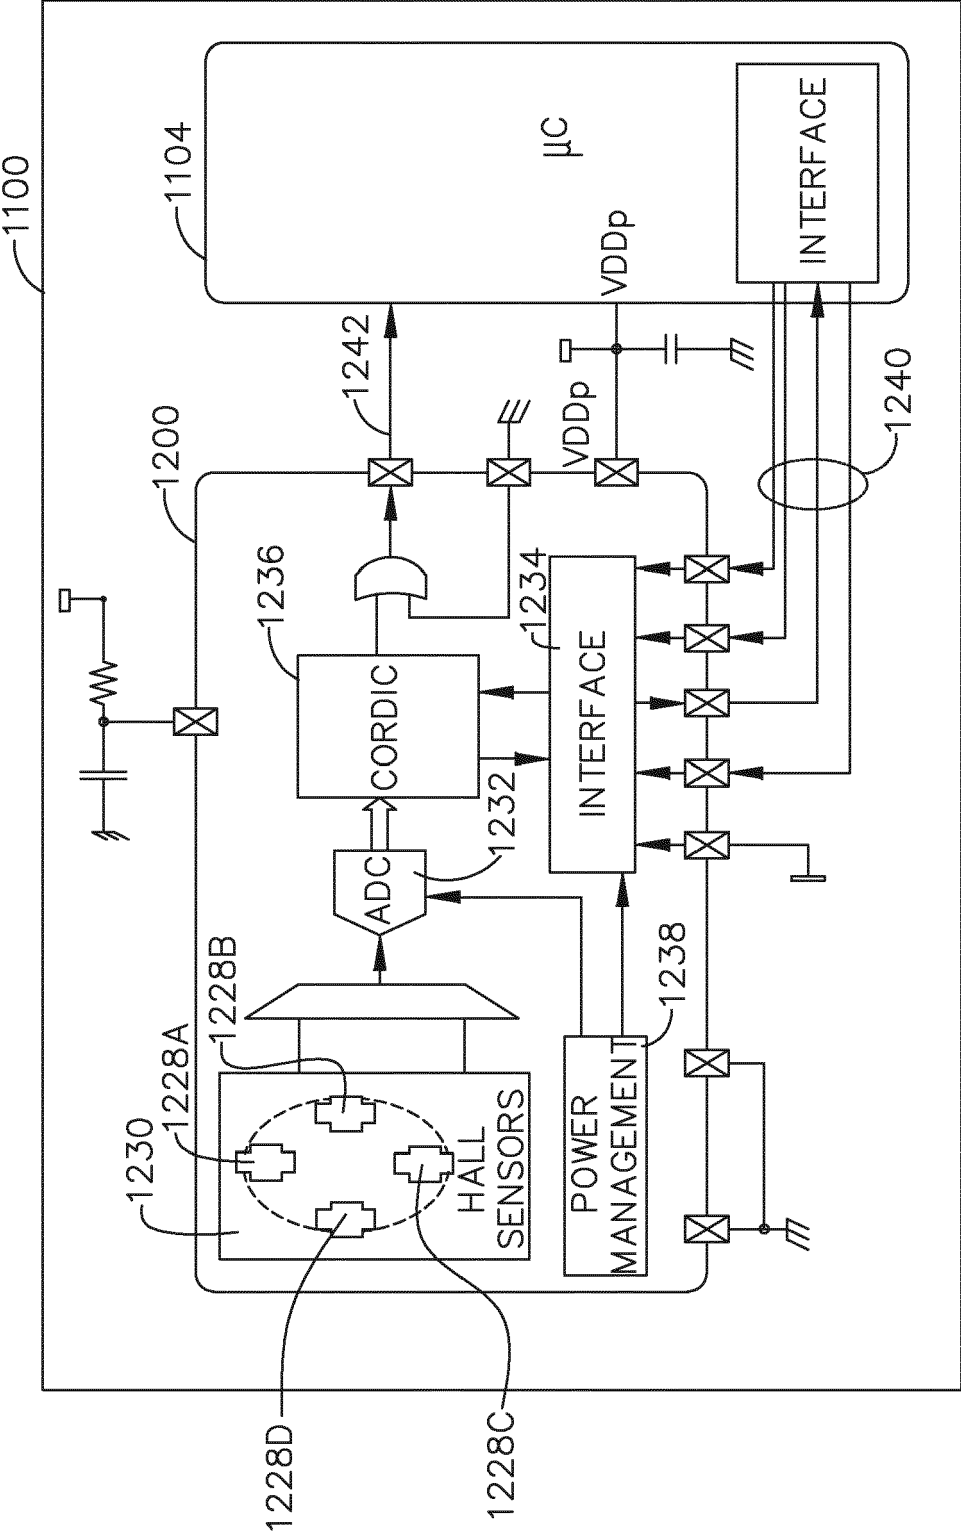 1100
1104
µC
INTERFACE
VDDp
1242
1240
1200
VDDp
1236
CORDIC
1234
INTERFACE
1232
ADC
1228B
1228A
1230
HALL
SENSORS
1238
POWER
MANAGEMENT
1228D
1228C